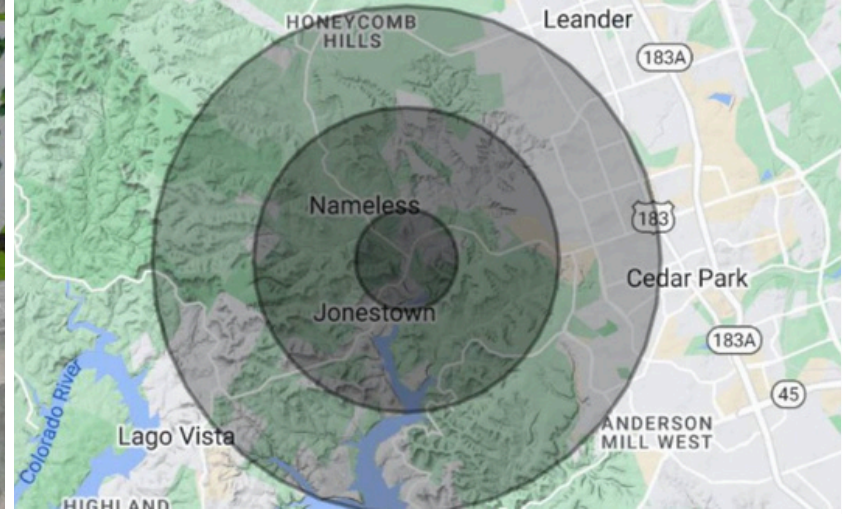 HONEYCOMB
HILLS
Leander
183A
Nameless
183
Cedar Park
Jonestown
183A
Colorado River
45
Lago Vista
ANDERSON
MILL WEST
HIGHLAND